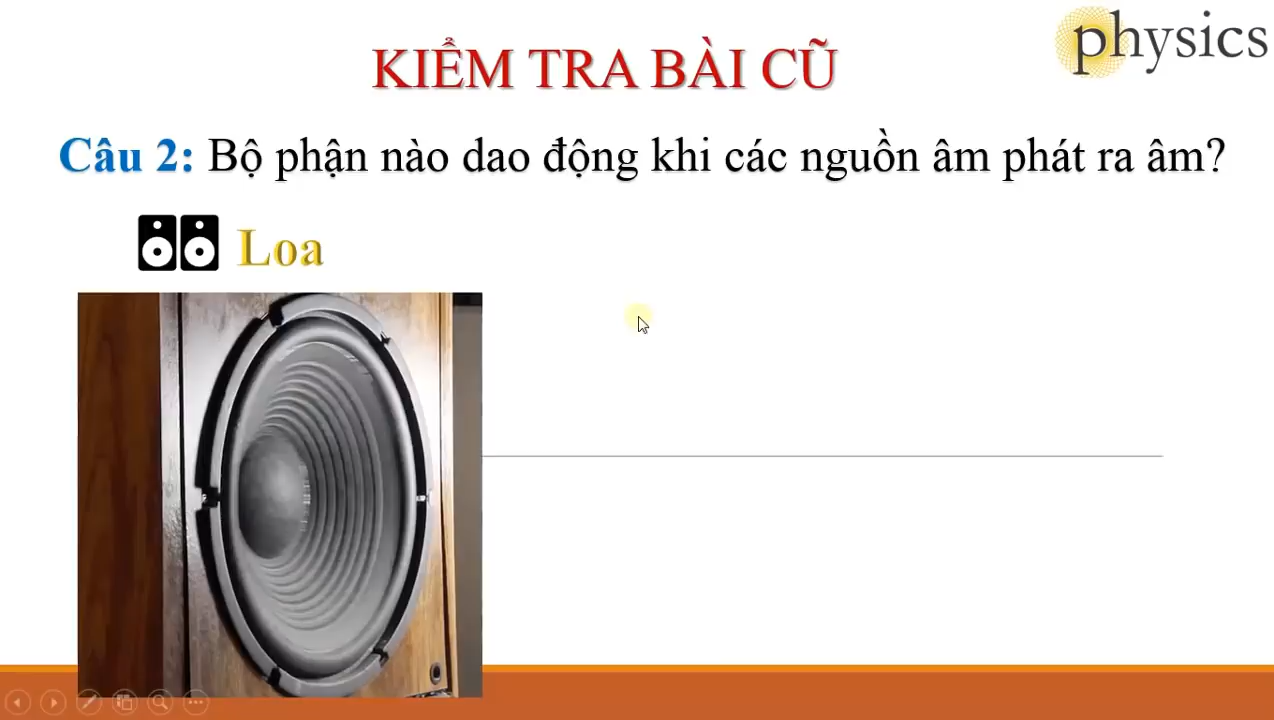 physics
KIỂM TRA BÀI CŨ
Câu 2: Bộ phận nào dao động khi các nguồn âm phát ra âm?
Loa